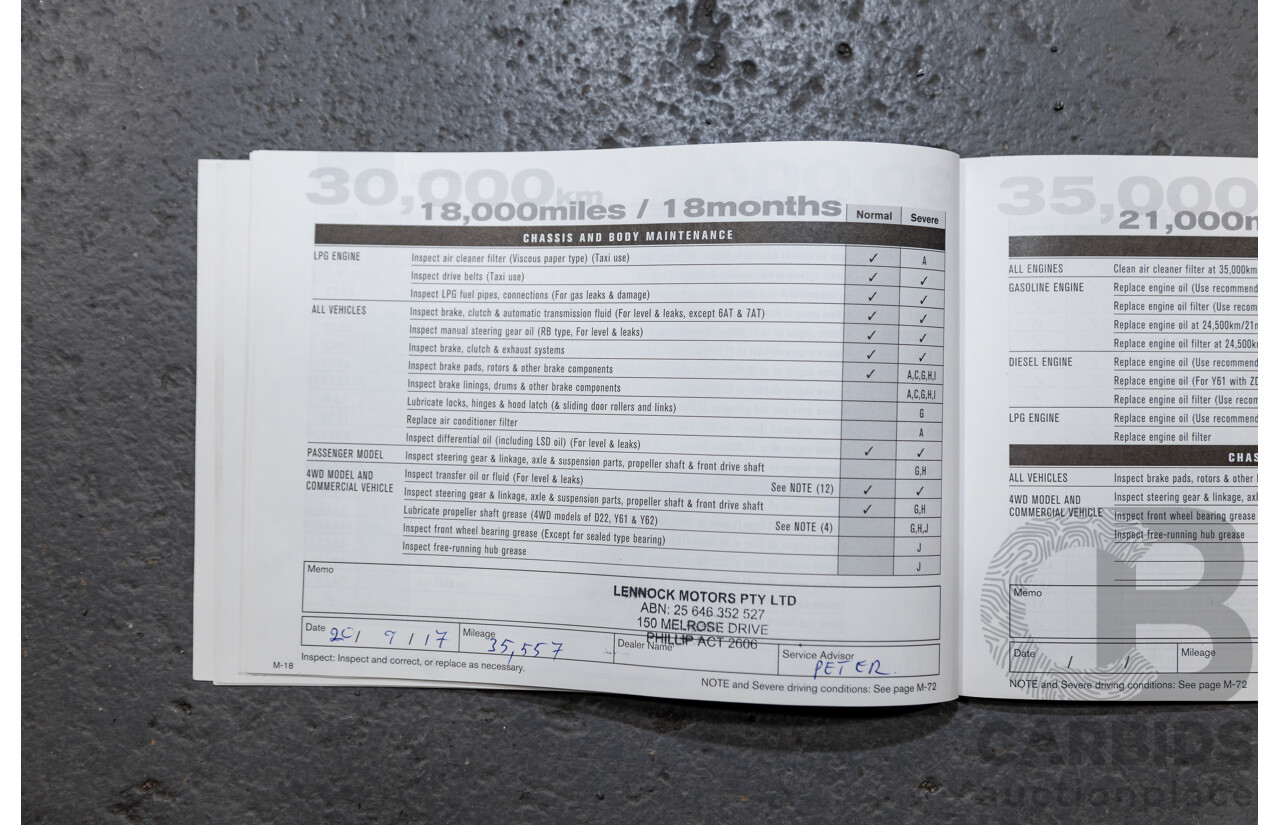 30,000km
18,000miles / 18months
Normal Severe
CHASSIS AND BODY MAINTENANCE
LPG ENGINE Inspect air cleaner filter (Viscous paper type) (Taxi use) ✓ A
Inspect drive belts (Taxi use) ✓ ✓
Inspect LPG fuel pipes, connections (For gas leaks & damage) ✓ ✓
ALL VEHICLES Inspect brake, clutch & automatic transmission fluid (For level & leaks, except 6AT & 7AT) ✓ ✓
Inspect manual steering gear oil (RB type, For level & leaks) ✓ ✓
Inspect brake, clutch & exhaust systems ✓ ✓
Inspect brake pads, rotors & other brake components ✓ A,C,G,H,I
Inspect brake linings, drums & other brake components A,C,G,H,I
Lubricate locks, hinges & hood latch (& sliding door rollers and links) G
Replace air conditioner filter A
Inspect differential oil (including LSD oil) (For level & leaks) ✓ ✓
PASSENGER MODEL Inspect steering gear & linkage, axle & suspension parts, propeller shaft & front drive shaft G,H
4WD MODEL AND COMMERCIAL VEHICLE Inspect transfer oil or fluid (For level & leaks) See NOTE (12) ✓ ✓
Inspect steering gear & linkage, axle & suspension parts, propeller shaft & front drive shaft ✓ G,H
Lubricate propeller shaft grease (4WD models of D22, Y61 & Y62) See NOTE (4) G,H,J
Inspect front wheel bearing grease (Except for sealed type bearing) J
Inspect free-running hub grease J
Memo
LENNOCK MOTORS PTY LTD
ABN: 25 646 352 527
150 MELROSE DRIVE
PHILLIP ACT 2606
Date 20/ 9 / 17 Mileage 35,557 Dealer Name Service Advisor PETER
M-18 Inspect: Inspect and correct, or replace as necessary.
NOTE and Severe driving conditions: See page M-72
35,000
21,000m
CHAS
ALL ENGINES Clean air cleaner filter at 35,000km
GASOLINE ENGINE Replace engine oil (Use recommend
Replace engine oil filter (Use recom
Replace engine oil at 24,500km/21m
Replace engine oil filter at 24,500k
DIESEL ENGINE Replace engine oil (Use recommend
Replace engine oil (For Y61 with ZD
Replace engine oil filter (Use recom
LPG ENGINE Replace engine oil (Use recommend
Replace engine oil filter
ALL VEHICLES Inspect brake pads, rotors & other
4WD MODEL AND COMMERCIAL VEHICLE Inspect steering gear & linkage, axl
Inspect front wheel bearing grease
Inspect free-running hub grease
Memo
Date / / Mileage
NOTE and Severe driving conditions: See page M-72
CARBIDS
auctionplace